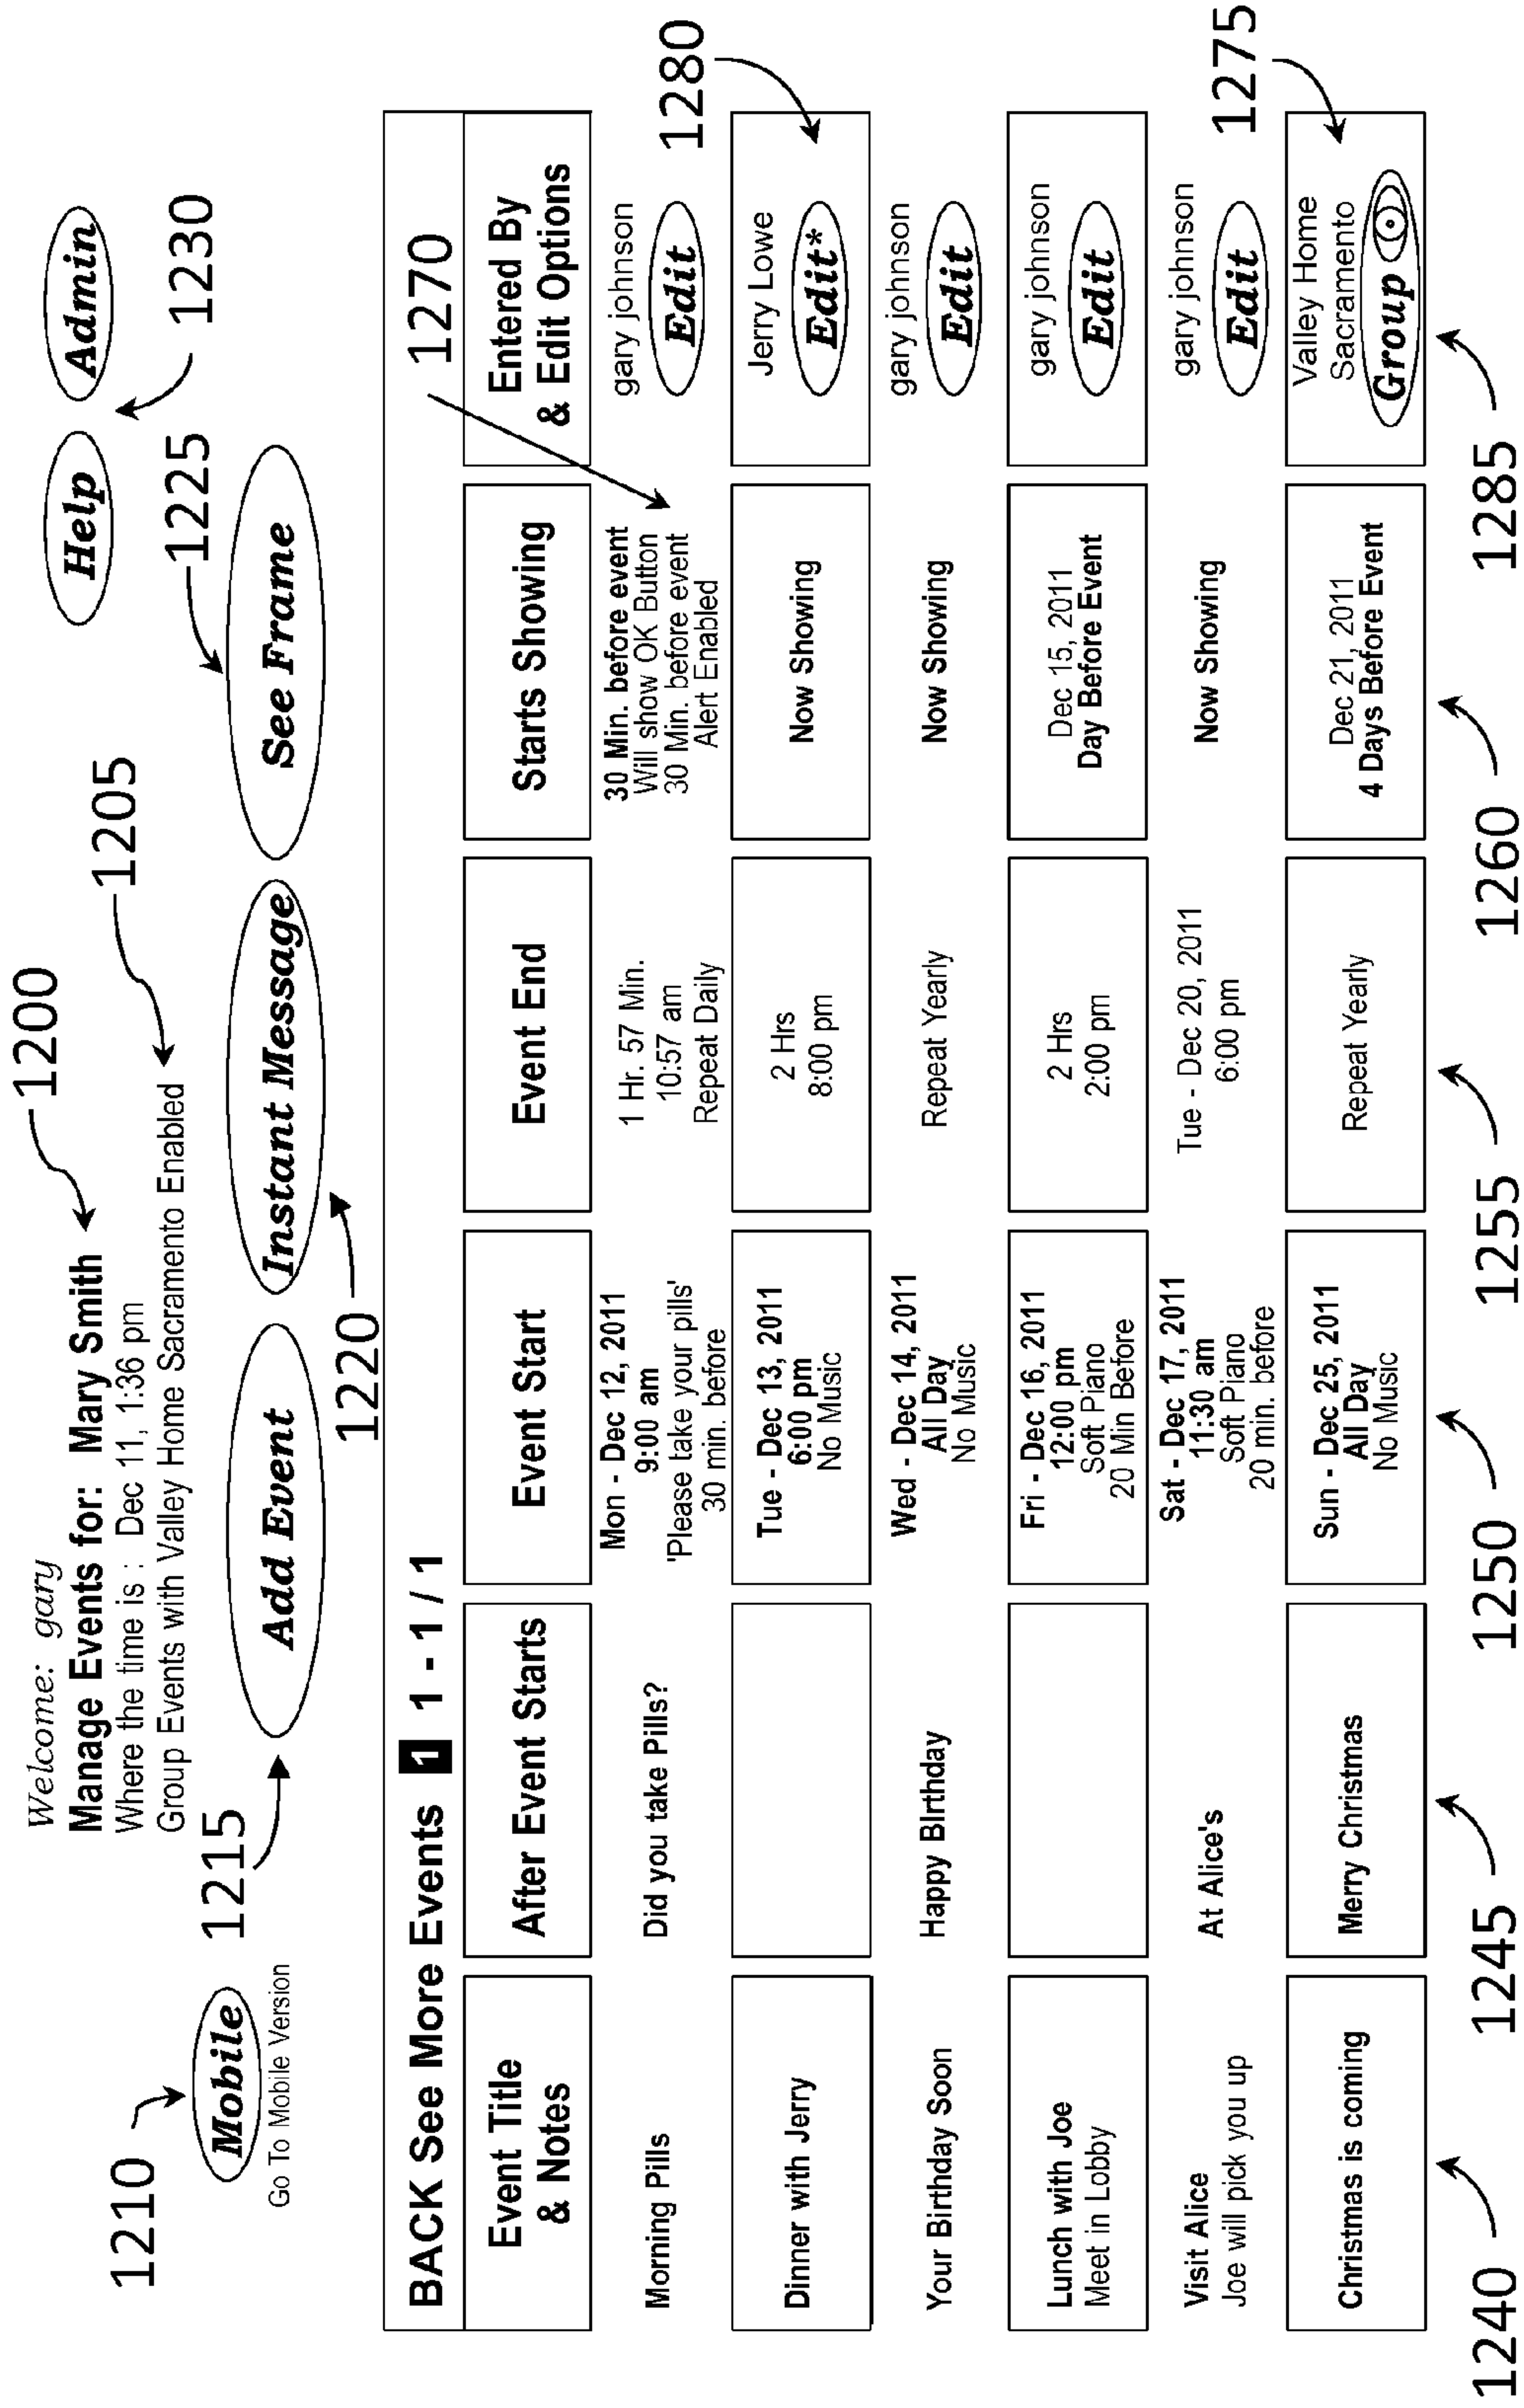 1200
Welcome: gary
Manage Events for: Mary Smith
Where the time is : Dec 11, 1:36 pm
Group Events with Valley Home Sacramento Enabled
1205
Help
Admin
1230
1210
Mobile
Go To Mobile Version
1215
Add Event
Instant Message
1220
See Frame
1225
BACK See More Events 1 1 - 1 / 1
1270
Event Title
& Notes
After Event Starts
Event Start
Event End
Starts Showing
Entered By
& Edit Options
Morning Pills
Did you take Pills?
Mon - Dec 12, 2011
9:00 am
'Please take your pills'
30 min. before
1 Hr. 57 Min.
10:57 am
Repeat Daily
30 Min. before event
Will show OK Button
30 Min. before event
Alert Enabled
gary johnson
Edit
1280
Dinner with Jerry
Tue - Dec 13, 2011
6:00 pm
No Music
2 Hrs
8:00 pm
Now Showing
Jerry Lowe
Edit*
Your Birthday Soon
Happy BIrthday
Wed - Dec 14, 2011
All Day
No Music
Repeat Yearly
Now Showing
gary johnson
Edit
Lunch with Joe
Meet in Lobby
Fri - Dec 16, 2011
12:00 pm
Soft Piano
20 Min Before
2 Hrs
2:00 pm
Dec 15, 2011
Day Before Event
gary johnson
Edit
Visit Alice
Joe will pick you up
At Alice's
Sat - Dec 17, 2011
11:30 am
Soft Piano
20 min. before
Tue - Dec 20, 2011
6:00 pm
Now Showing
gary johnson
Edit
1275
Christmas is coming
Merry Christmas
Sun - Dec 25, 2011
All Day
No Music
Repeat Yearly
Dec 21, 2011
4 Days Before Event
Valley Home
Sacramento
Group
1240
1245
1250
1255
1260
1285